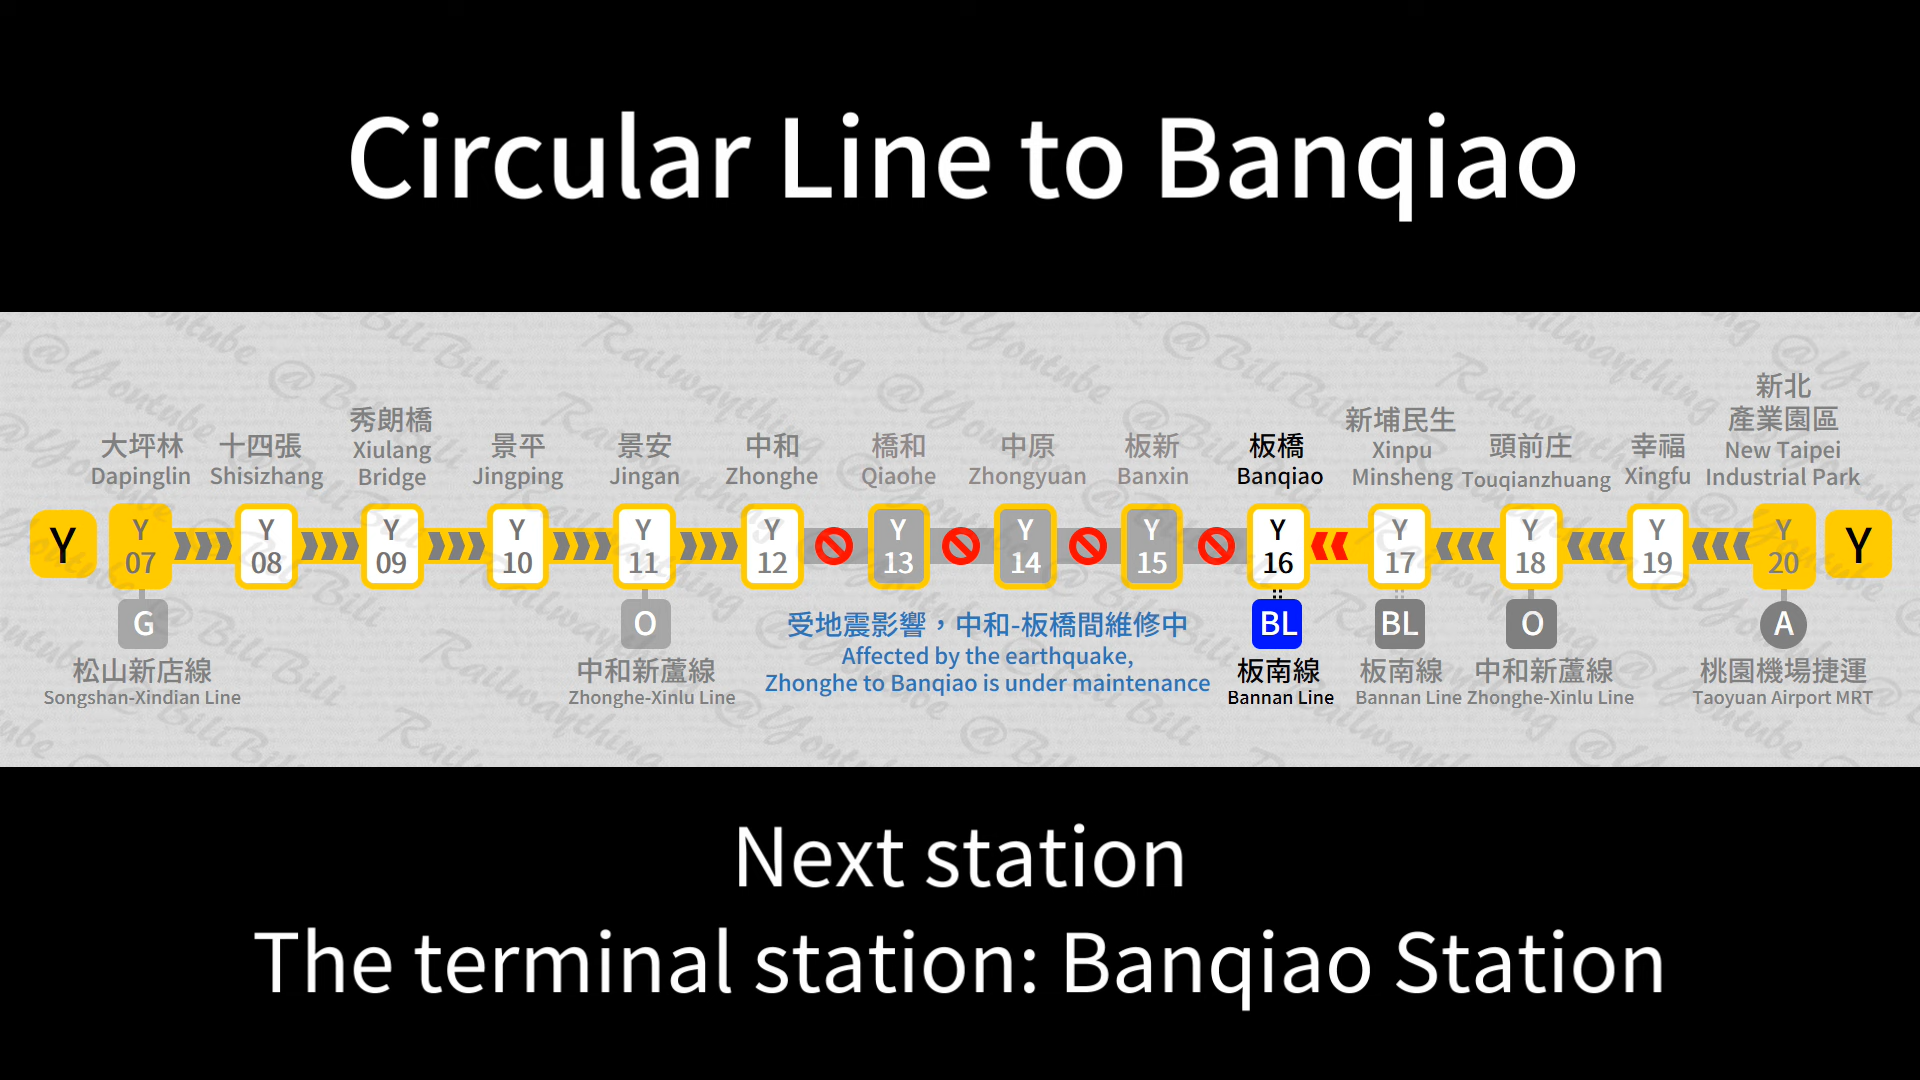 Circular Line to Banqiao
大坪林
Dapinglin
十四張
Shisizhang
秀朗橋
Xiulang
Bridge
景平
Jingping
景安
Jingan
中和
Zhonghe
橋和
Qiaohe
中原
Zhongyuan
板新
Banxin
板橋
Banqiao
新埔民生
Xinpu
Minsheng
頭前庄
Touqianzhuang
幸福
Xingfu
新北
產業園區
New Taipei
Industrial Park
Y
Y
07
Y
08
Y
09
Y
10
Y
11
Y
12
Y
13
Y
14
Y
15
Y
16
Y
17
Y
18
Y
19
Y
20
Y
G
松山新店線
Songshan-Xindian Line
O
中和新蘆線
Zhonghe-Xinlu Line
受地震影響，中和-板橋間維修中
Affected by the earthquake,
Zhonghe to Banqiao is under maintenance
BL
板南線
Bannan Line
BL
板南線
Bannan Line
O
中和新蘆線
Zhonghe-Xinlu Line
A
桃園機場捷運
Taoyuan Airport MRT
Railwaything @Youtube @BiliBili
Next station
The terminal station: Banqiao Station